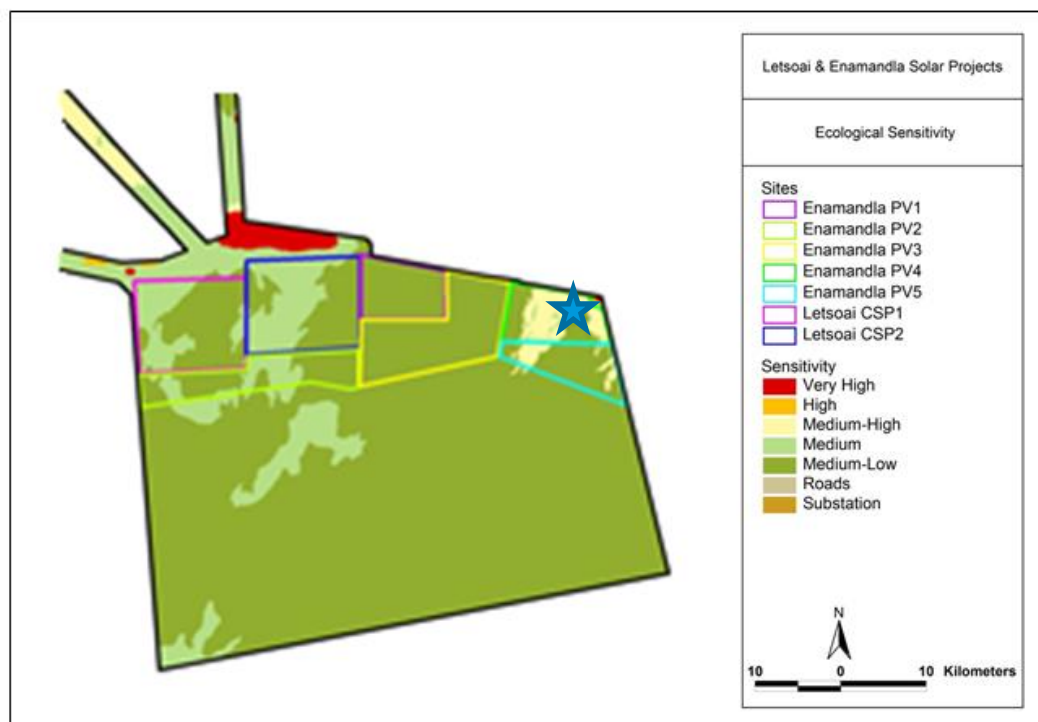 Letsoai & Enamandla Solar Projects
Ecological Sensitivity
Sites
Enamandla PV1
Enamandla PV2
Enamandla PV3
Enamandla PV4
Enamandla PV5
Letsoai CSP1
Letsoai CSP2
Sensitivity
Very High
High
Medium-High
Medium
Medium-Low
Roads
Substation
N
10 0 10 Kilometers